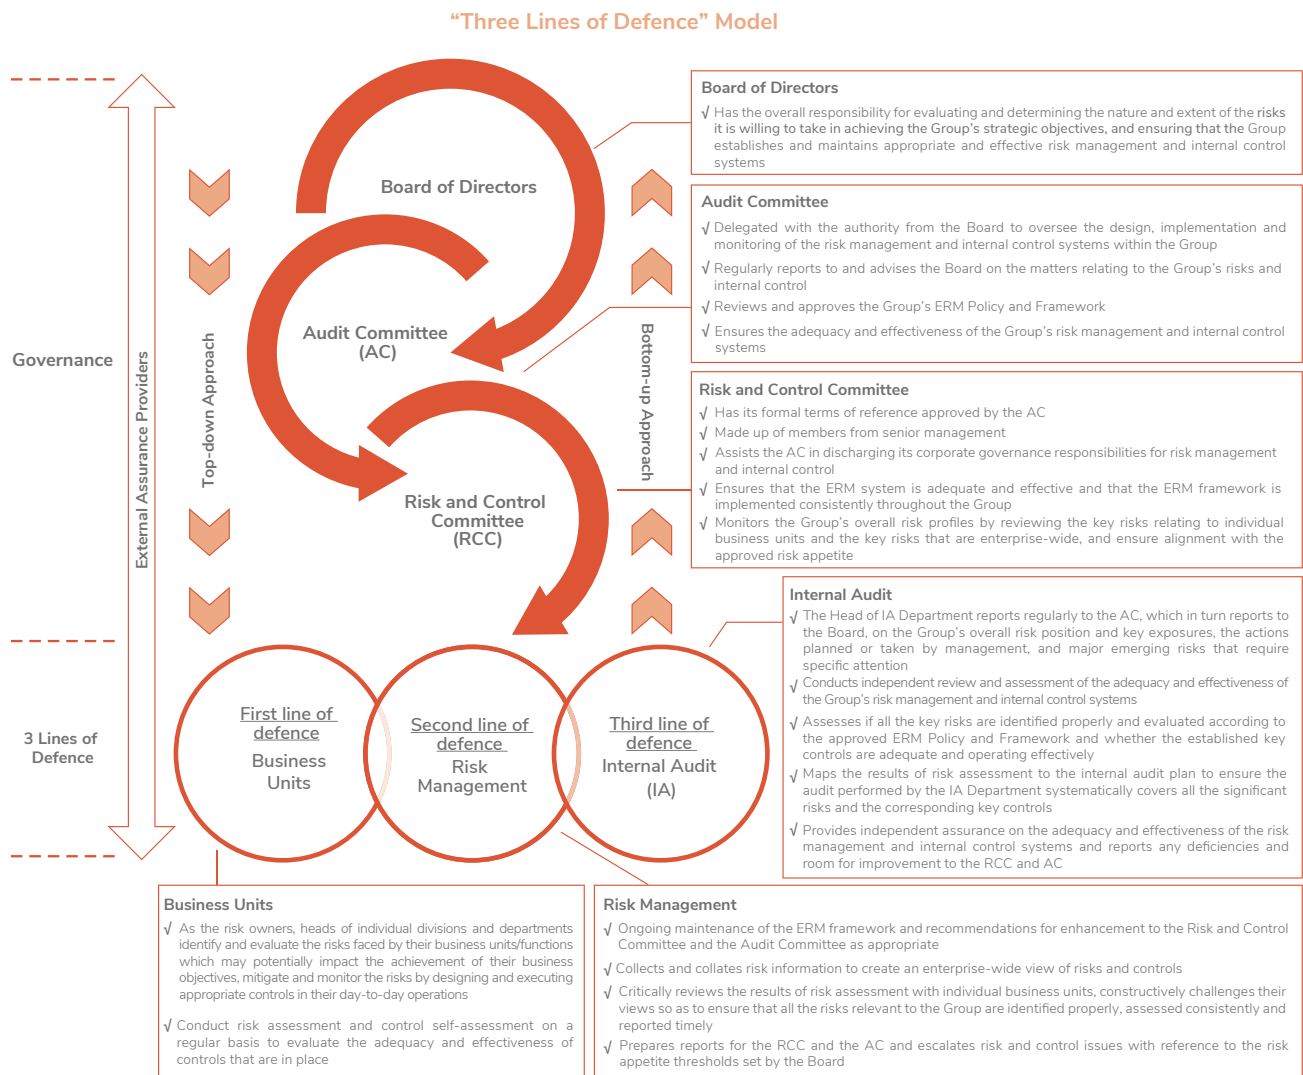 “Three Lines of Defence” Model
Governance
3 Lines of
Defence
External Assurance Providers
Top-down Approach
Bottom-up Approach
Board of Directors
Audit Committee
(AC)
Risk and Control
Committee
(RCC)
First line of
defence
Business
Units
Second line of
defence
Risk
Management
Third line of
defence
Internal Audit
(IA)
Board of Directors
√ Has the overall responsibility for evaluating and determining the nature and extent of the risks
it is willing to take in achieving the Group’s strategic objectives, and ensuring that the Group
establishes and maintains appropriate and effective risk management and internal control
systems
Audit Committee
√ Delegated with the authority from the Board to oversee the design, implementation and
monitoring of the risk management and internal control systems within the Group
√ Regularly reports to and advises the Board on the matters relating to the Group’s risks and
internal control
√ Reviews and approves the Group’s ERM Policy and Framework
√ Ensures the adequacy and effectiveness of the Group’s risk management and internal control
systems
Risk and Control Committee
√ Has its formal terms of reference approved by the AC
√ Made up of members from senior management
√ Assists the AC in discharging its corporate governance responsibilities for risk management
and internal control
√ Ensures that the ERM system is adequate and effective and that the ERM framework is
implemented consistently throughout the Group
√ Monitors the Group’s overall risk profiles by reviewing the key risks relating to individual
business units and the key risks that are enterprise-wide, and ensure alignment with the
approved risk appetite
Internal Audit
√ The Head of IA Department reports regularly to the AC, which in turn reports to
the Board, on the Group’s overall risk position and key exposures, the actions
planned or taken by management, and major emerging risks that require
specific attention
√ Conducts independent review and assessment of the adequacy and effectiveness of
the Group’s risk management and internal control systems
√ Assesses if all the key risks are identified properly and evaluated according to
the approved ERM Policy and Framework and whether the established key
controls are adequate and operating effectively
√ Maps the results of risk assessment to the internal audit plan to ensure the
audit performed by the IA Department systematically covers all the significant
risks and the corresponding key controls
√ Provides independent assurance on the adequacy and effectiveness of the risk
management and internal control systems and reports any deficiencies and
room for improvement to the RCC and AC
Business Units
√ As the risk owners, heads of individual divisions and departments
identify and evaluate the risks faced by their business units/functions
which may potentially impact the achievement of their business
objectives, mitigate and monitor the risks by designing and executing
appropriate controls in their day-to-day operations
√ Conduct risk assessment and control self-assessment on a
regular basis to evaluate the adequacy and effectiveness of
controls that are in place
Risk Management
√ Ongoing maintenance of the ERM framework and recommendations for enhancement to the Risk and Control
Committee and the Audit Committee as appropriate
√ Collects and collates risk information to create an enterprise-wide view of risks and controls
√ Critically reviews the results of risk assessment with individual business units, constructively challenges their
views so as to ensure that all the risks relevant to the Group are identified properly, assessed consistently and
reported timely
√ Prepares reports for the RCC and the AC and escalates risk and control issues with reference to the risk
appetite thresholds set by the Board